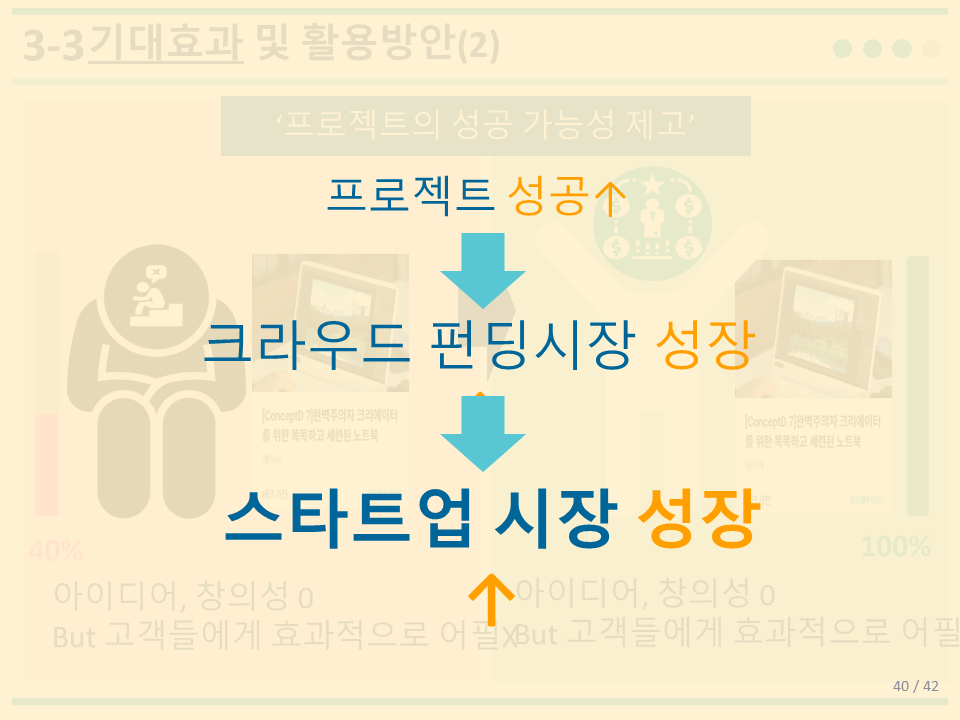 3-3기대효과 및 활용방안(2)
‘프로젝트의 성공 가능성 제고’
프로젝트 성공↑
크라우드 펀딩시장 성장
↑
[ConceptD 7]완벽주의자 크리에이터
를 위한 똑똑하고 세련된 노트북
[ConceptD 7]완벽주의자 크리에이터
를 위한 똑똑하고 세련된 노트북
스타트업 시장 성장
↑
40%
100%
아이디어, 창의성 0
But 고객들에게 효과적으로 어필X
아이디어, 창의성 0
But 고객들에게 효과적으로 어필
40 / 42